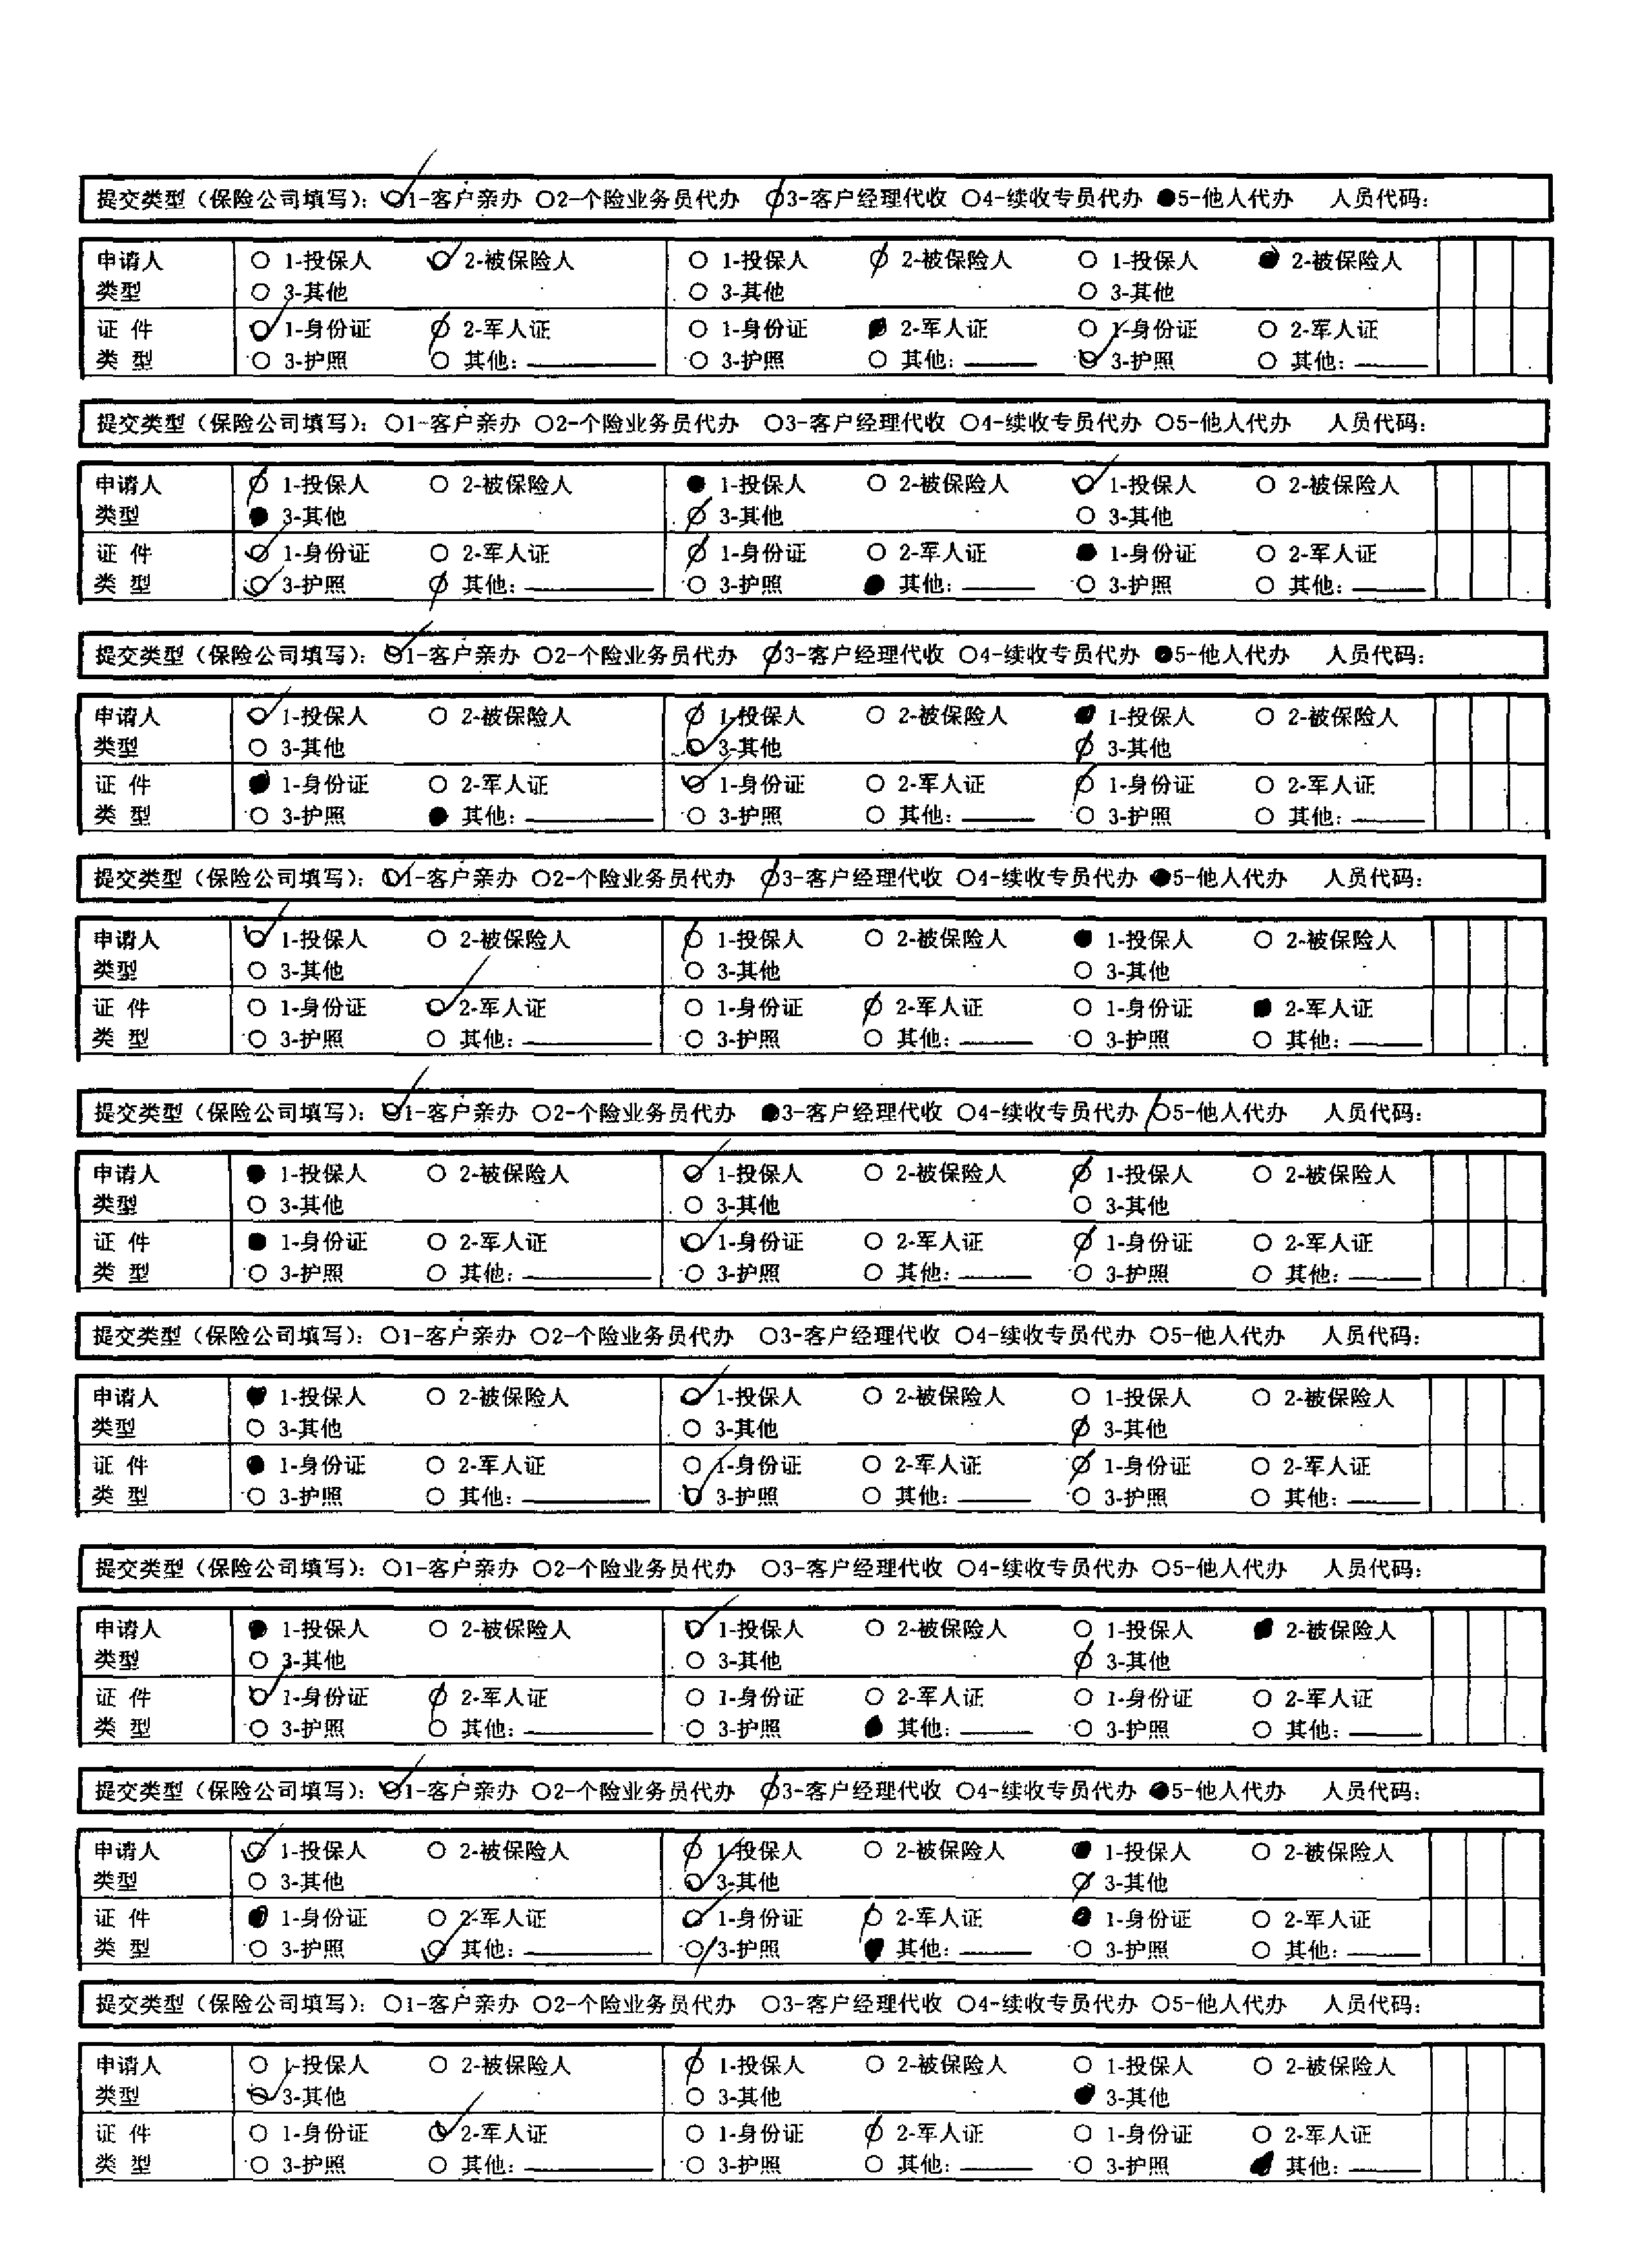 提交类型（保险公司填写）： 1-客户亲办 2-个险业务员代办 3-客户经理代收 4-续收专员代办 5-他人代办 人员代码：
申请人 1-投保人 2-被保险人 1-投保人 2-被保险人 1-投保人 2-被保险人
类型 3-其他 3-其他 3-其他
证 件 1-身份证 2-军人证 1-身份证 2-军人证 1-身份证 2-军人证
类 型 3-护照 其他： 3-护照 其他： 3-护照 其他：
提交类型（保险公司填写）： 1-客户亲办 2-个险业务员代办 3-客户经理代收 4-续收专员代办 5-他人代办 人员代码：
申请人 1-投保人 2-被保险人 1-投保人 2-被保险人 1-投保人 2-被保险人
类型 3-其他 3-其他 3-其他
证 件 1-身份证 2-军人证 1-身份证 2-军人证 1-身份证 2-军人证
类 型 3-护照 其他： 3-护照 其他： 3-护照 其他：
提交类型（保险公司填写）： 1-客户亲办 2-个险业务员代办 3-客户经理代收 4-续收专员代办 5-他人代办 人员代码：
申请人 1-投保人 2-被保险人 1-投保人 2-被保险人 1-投保人 2-被保险人
类型 3-其他 3-其他 3-其他
证 件 1-身份证 2-军人证 1-身份证 2-军人证 1-身份证 2-军人证
类 型 3-护照 其他： 3-护照 其他： 3-护照 其他：
提交类型（保险公司填写）： 1-客户亲办 2-个险业务员代办 3-客户经理代收 4-续收专员代办 5-他人代办 人员代码：
申请人 1-投保人 2-被保险人 1-投保人 2-被保险人 1-投保人 2-被保险人
类型 3-其他 3-其他 3-其他
证 件 1-身份证 2-军人证 1-身份证 2-军人证 1-身份证 2-军人证
类 型 3-护照 其他： 3-护照 其他： 3-护照 其他：
提交类型（保险公司填写）： 1-客户亲办 2-个险业务员代办 3-客户经理代收 4-续收专员代办 5-他人代办 人员代码：
申请人 1-投保人 2-被保险人 1-投保人 2-被保险人 1-投保人 2-被保险人
类型 3-其他 3-其他 3-其他
证 件 1-身份证 2-军人证 1-身份证 2-军人证 1-身份证 2-军人证
类 型 3-护照 其他： 3-护照 其他： 3-护照 其他：
提交类型（保险公司填写）： 1-客户亲办 2-个险业务员代办 3-客户经理代收 4-续收专员代办 5-他人代办 人员代码：
申请人 1-投保人 2-被保险人 1-投保人 2-被保险人 1-投保人 2-被保险人
类型 3-其他 3-其他 3-其他
证 件 1-身份证 2-军人证 1-身份证 2-军人证 1-身份证 2-军人证
类 型 3-护照 其他： 3-护照 其他： 3-护照 其他：
提交类型（保险公司填写）： 1-客户亲办 2-个险业务员代办 3-客户经理代收 4-续收专员代办 5-他人代办 人员代码：
申请人 1-投保人 2-被保险人 1-投保人 2-被保险人 1-投保人 2-被保险人
类型 3-其他 3-其他 3-其他
证 件 1-身份证 2-军人证 1-身份证 2-军人证 1-身份证 2-军人证
类 型 3-护照 其他： 3-护照 其他： 3-护照 其他：
提交类型（保险公司填写）： 1-客户亲办 2-个险业务员代办 3-客户经理代收 4-续收专员代办 5-他人代办 人员代码：
申请人 1-投保人 2-被保险人 1-投保人 2-被保险人 1-投保人 2-被保险人
类型 3-其他 3-其他 3-其他
证 件 1-身份证 2-军人证 1-身份证 2-军人证 1-身份证 2-军人证
类 型 3-护照 其他： 3-护照 其他： 3-护照 其他：
提交类型（保险公司填写）： 1-客户亲办 2-个险业务员代办 3-客户经理代收 4-续收专员代办 5-他人代办 人员代码：
申请人 1-投保人 2-被保险人 1-投保人 2-被保险人 1-投保人 2-被保险人
类型 3-其他 3-其他 3-其他
证 件 1-身份证 2-军人证 1-身份证 2-军人证 1-身份证 2-军人证
类 型 3-护照 其他： 3-护照 其他： 3-护照 其他：